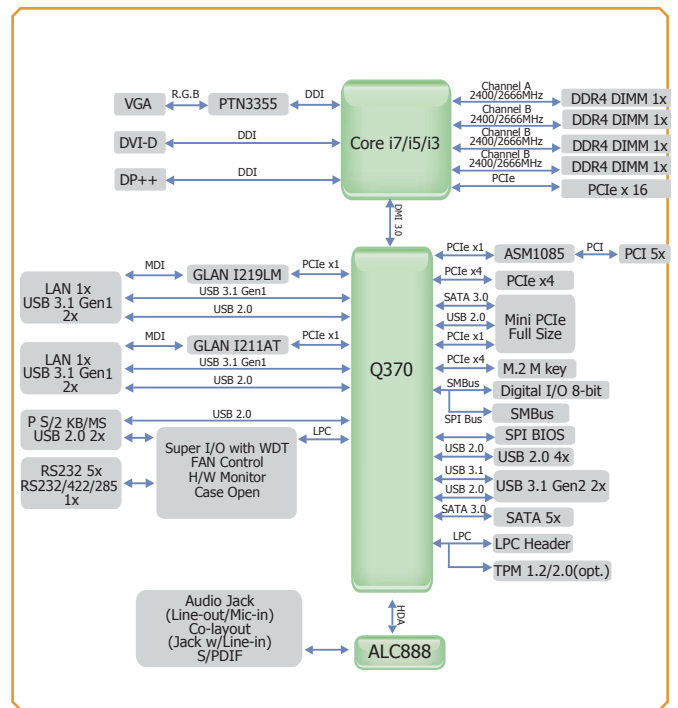 VGA
R.G.B
PTN3355
DDI
DVI-D
DDI
DP++
DDI
Core i7/i5/i3
Channel A
2400/2666MHz
DDR4 DIMM 1x
Channel B
2400/2666MHz
DDR4 DIMM 1x
Channel B
2400/2666MHz
DDR4 DIMM 1x
Channel B
2400/2666MHz
DDR4 DIMM 1x
PCIe
PCIe x 16
DMI 3.0
LAN 1x
USB 3.1 Gen1
2x
MDI
GLAN I219LM
PCIe x1
USB 3.1 Gen1
USB 2.0
LAN 1x
USB 3.1 Gen1
2x
MDI
GLAN I211AT
PCIe x1
USB 3.1 Gen1
USB 2.0
P S/2 KB/MS
USB 2.0 2x
USB 2.0
Super I/O with WDT
FAN Control
H/W Monitor
Case Open
LPC
RS232 5x
RS232/422/285
1x
Q370
PCIe x1
ASM1085
PCI
PCI 5x
PCIe x4
PCIe x4
SATA 3.0
USB 2.0
PCIe x1
Mini PCIe
Full Size
PCIe x4
M.2 M key
SMBus
Digital I/O 8-bit
SMBus
SPI Bus
SPI BIOS
USB 2.0
USB 2.0 4x
USB 3.1
USB 2.0
USB 3.1 Gen2 2x
SATA 3.0
SATA 5x
LPC
LPC Header
TPM 1.2/2.0(opt.)
HDA
Audio Jack
(Line-out/Mic-in)
Co-layout
(Jack w/Line-in)
S/PDIF
ALC888